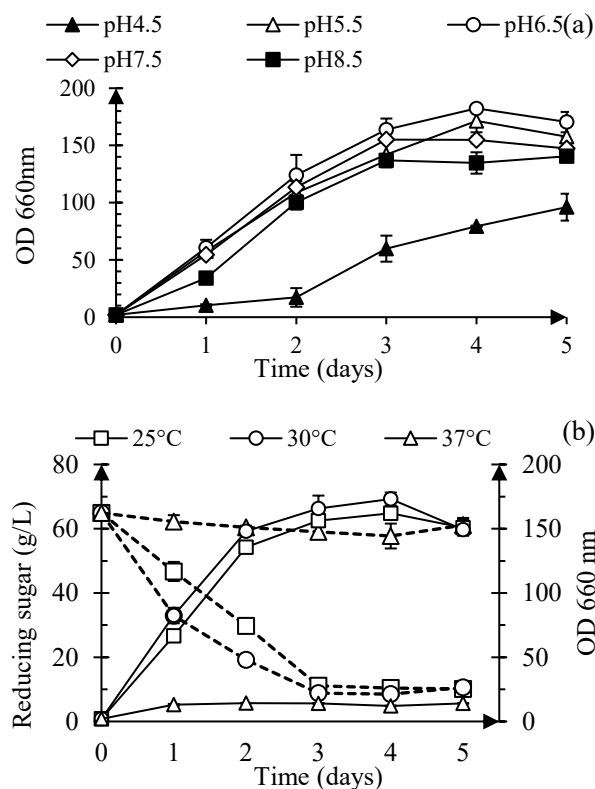 pH4.5 pH5.5 pH6.5 (a)
pH7.5 pH8.5
200
150
100
50
0
OD 660nm
0 1 2 3 4 5
Time (days)
25°C 30°C 37°C (b)
80 200
60 150
40 100
20 50
0 0
Reducing sugar (g/L)
OD 660 nm
0 1 2 3 4 5
Time (days)